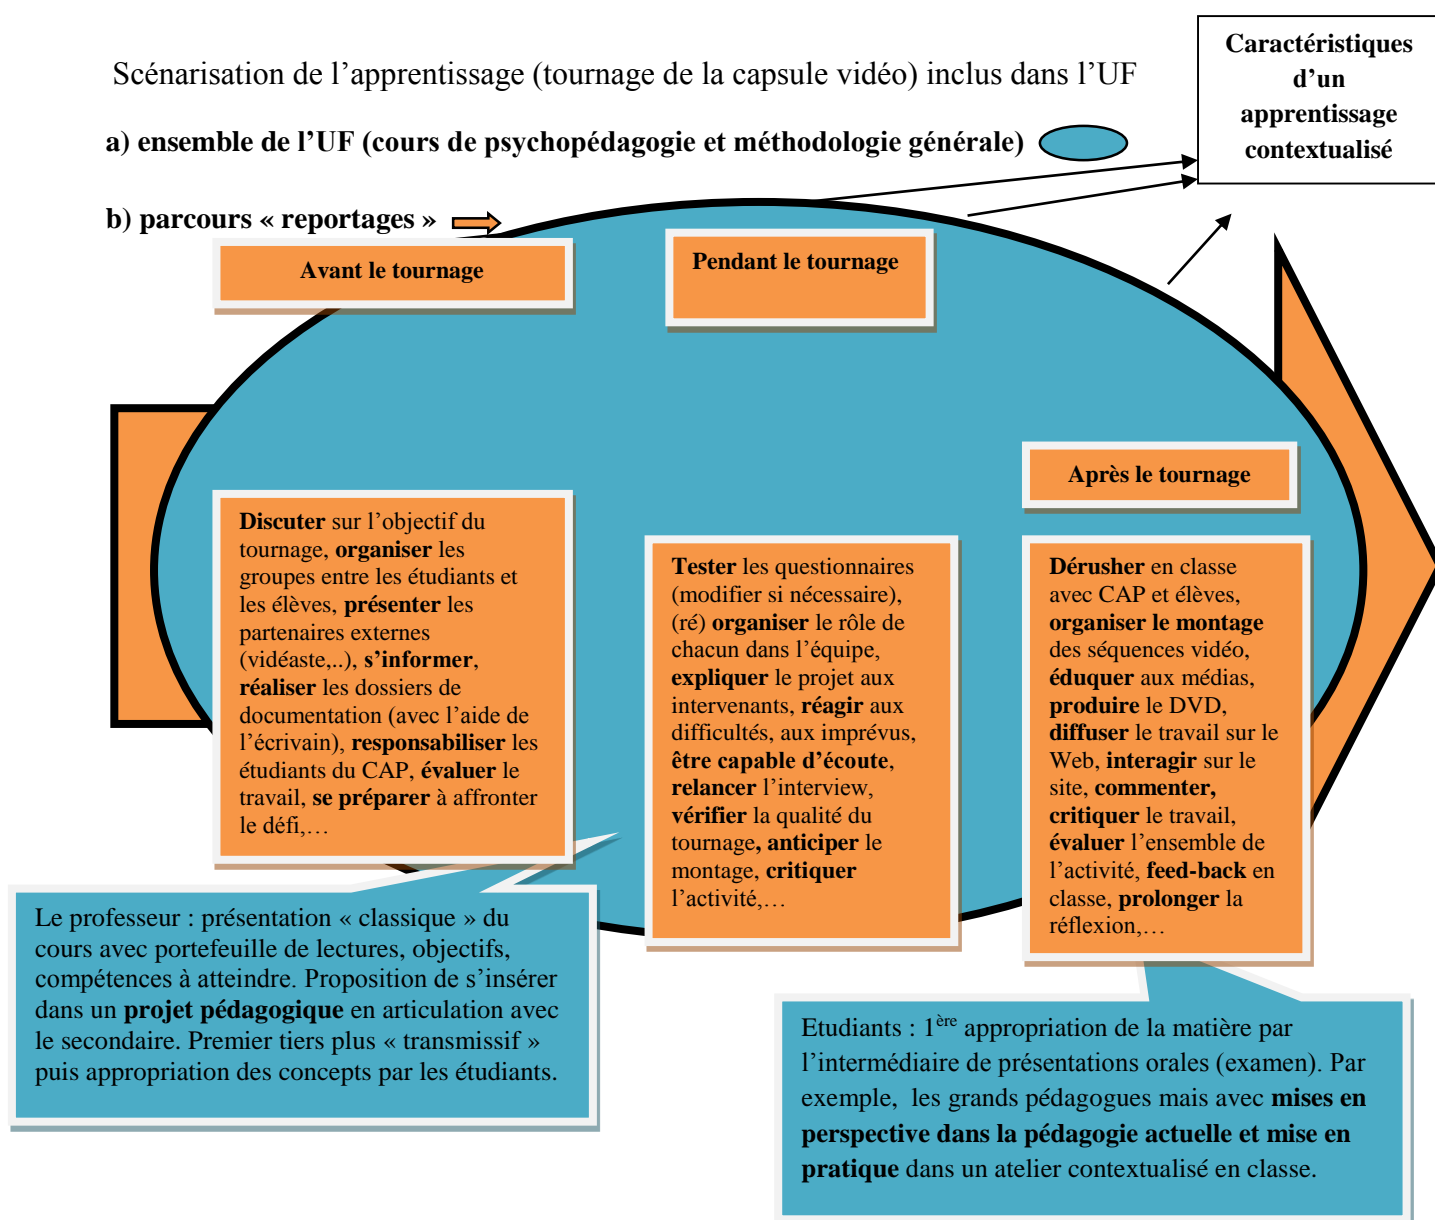 Scénarisation de l’apprentissage (tournage de la capsule vidéo) inclus dans l’UF
Caractéristiques
d’un
apprentissage
contextualisé
a) ensemble de l’UF (cours de psychopédagogie et méthodologie générale)
b) parcours « reportages »
Avant le tournage
Pendant le tournage
Après le tournage
Discuter sur l’objectif du
tournage, organiser les
groupes entre les étudiants et
les élèves, présenter les
partenaires externes
(vidéaste,..), s’informer,
réaliser les dossiers de
documentation (avec l’aide de
l’écrivain), responsabiliser les
étudiants du CAP, évaluer le
travail, se préparer à affronter
le défi,…
Tester les questionnaires
(modifier si nécessaire),
(ré) organiser le rôle de
chacun dans l’équipe,
expliquer le projet aux
intervenants, réagir aux
difficultés, aux imprévus,
être capable d’écoute,
relancer l’interview,
vérifier la qualité du
tournage, anticiper le
montage, critiquer
l’activité,…
Dérusher en classe
avec CAP et élèves,
organiser le montage
des séquences vidéo,
éduquer aux médias,
produire le DVD,
diffuser le travail sur le
Web, interagir sur le
site, commenter,
critiquer le travail,
évaluer l’ensemble de
l’activité, feed-back en
classe, prolonger la
réflexion,…
Le professeur : présentation « classique » du
cours avec portefeuille de lectures, objectifs,
compétences à atteindre. Proposition de s’insérer
dans un projet pédagogique en articulation avec
le secondaire. Premier tiers plus « transmissif »
puis appropriation des concepts par les étudiants.
Etudiants : 1ère appropriation de la matière par
l’intermédiaire de présentations orales (examen). Par
exemple, les grands pédagogues mais avec mises en
perspective dans la pédagogie actuelle et mise en
pratique dans un atelier contextualisé en classe.